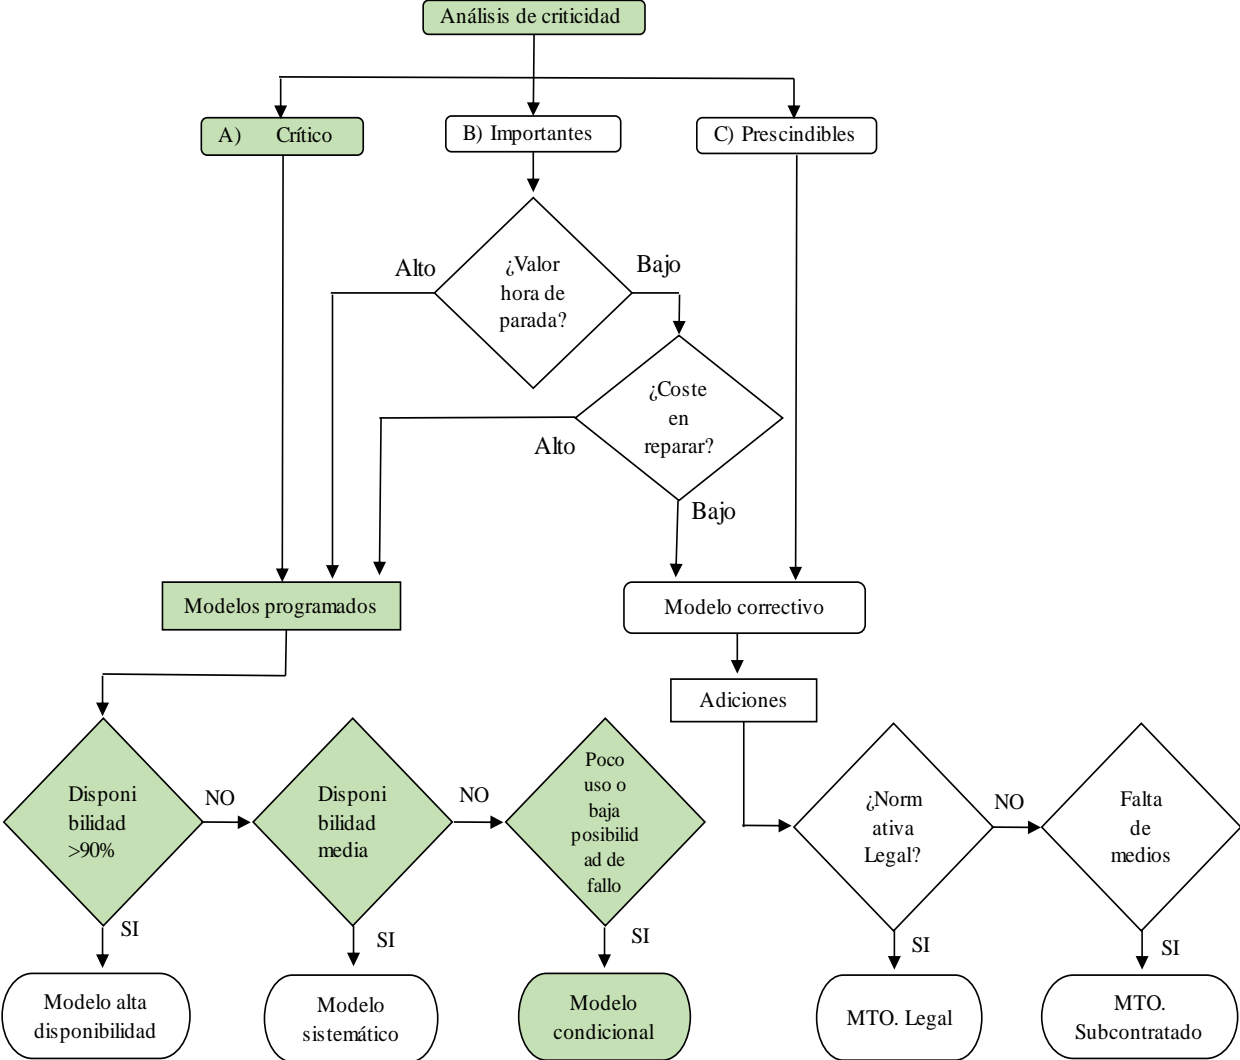 Análisis de criticidad
A) Crítico
B) Importantes
C) Prescindibles
¿Valor
hora de
parada?
Alto
Bajo
¿Coste
en
reparar?
Alto
Bajo
Modelos programados
Modelo correctivo
Adiciones
Disponi
bilidad
>90%
NO
Disponi
bilidad
media
NO
Poco
uso o
baja
posibilid
ad de
fallo
¿Norm
ativa
Legal?
NO
Falta
de
medios
SI
SI
SI
SI
SI
Modelo alta
disponibilidad
Modelo
sistemático
Modelo
condicional
MTO. Legal
MTO.
Subcontratado